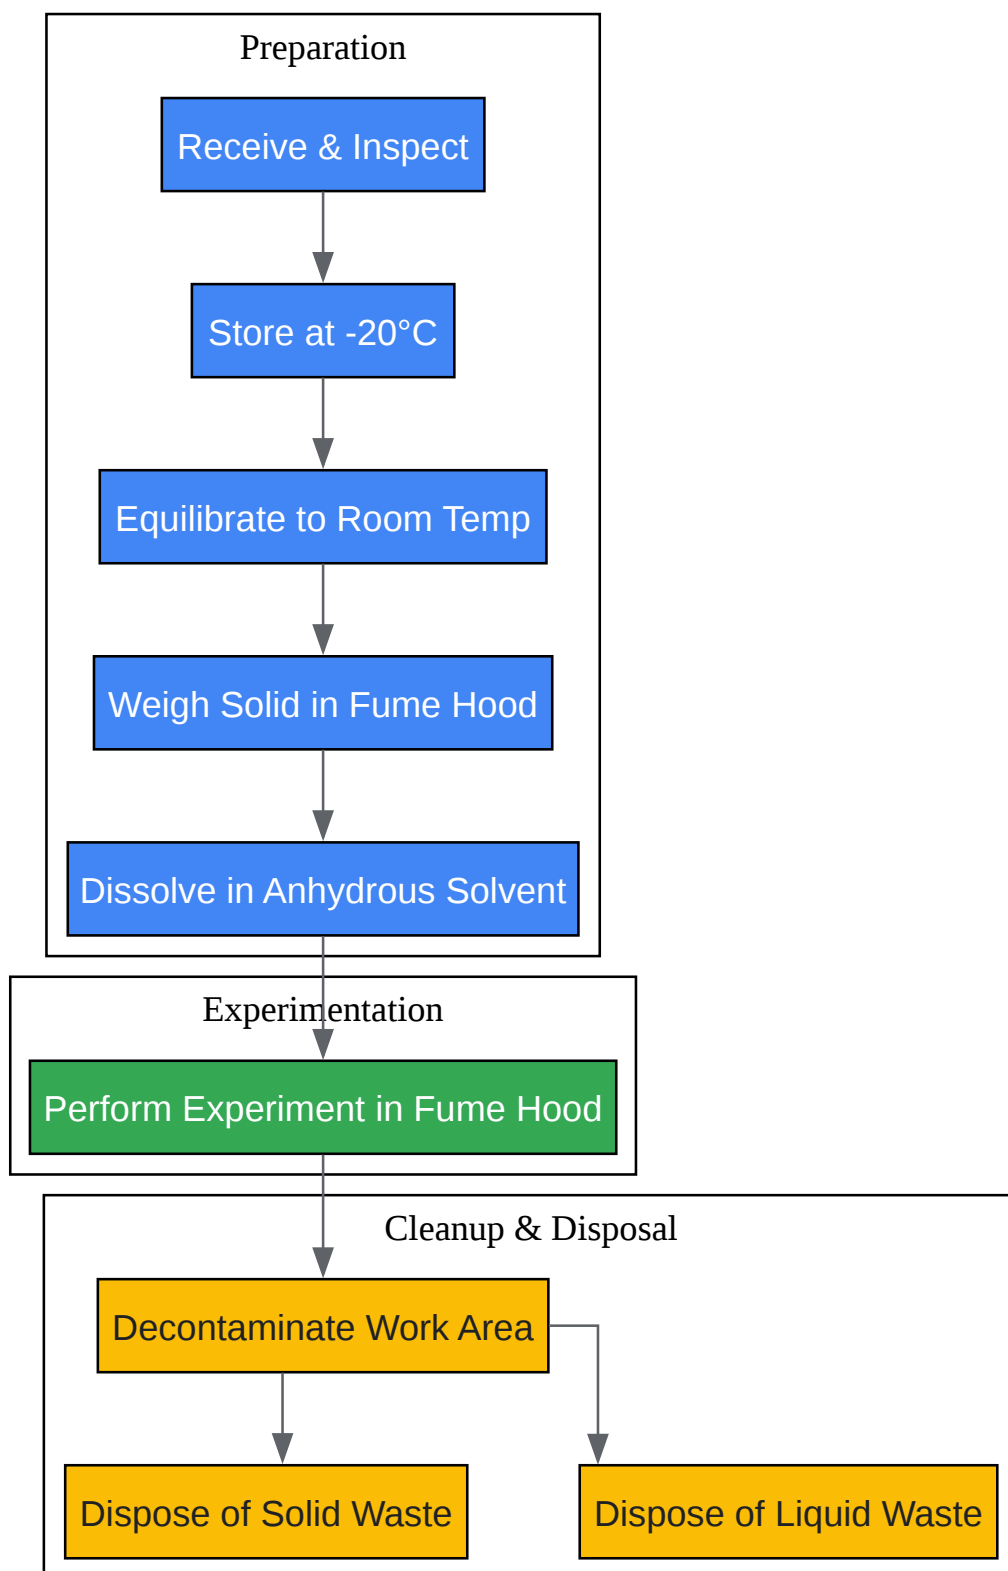 Preparation
Receive & Inspect
Store at -20°C
Equilibrate to Room Temp
Weigh Solid in Fume Hood
Dissolve in Anhydrous Solvent
Experimentation
Perform Experiment in Fume Hood
Cleanup & Disposal
Decontaminate Work Area
Dispose of Solid Waste
Dispose of Liquid Waste